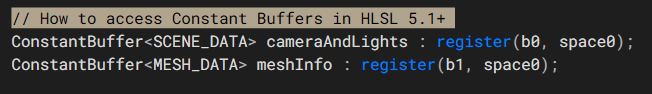 // How to access Constant Buffers in HLSL 5.1+
ConstantBuffer<SCENE_DATA> cameraAndLights : register(b0, space0);
ConstantBuffer<MESH_DATA> meshInfo : register(b1, space0);